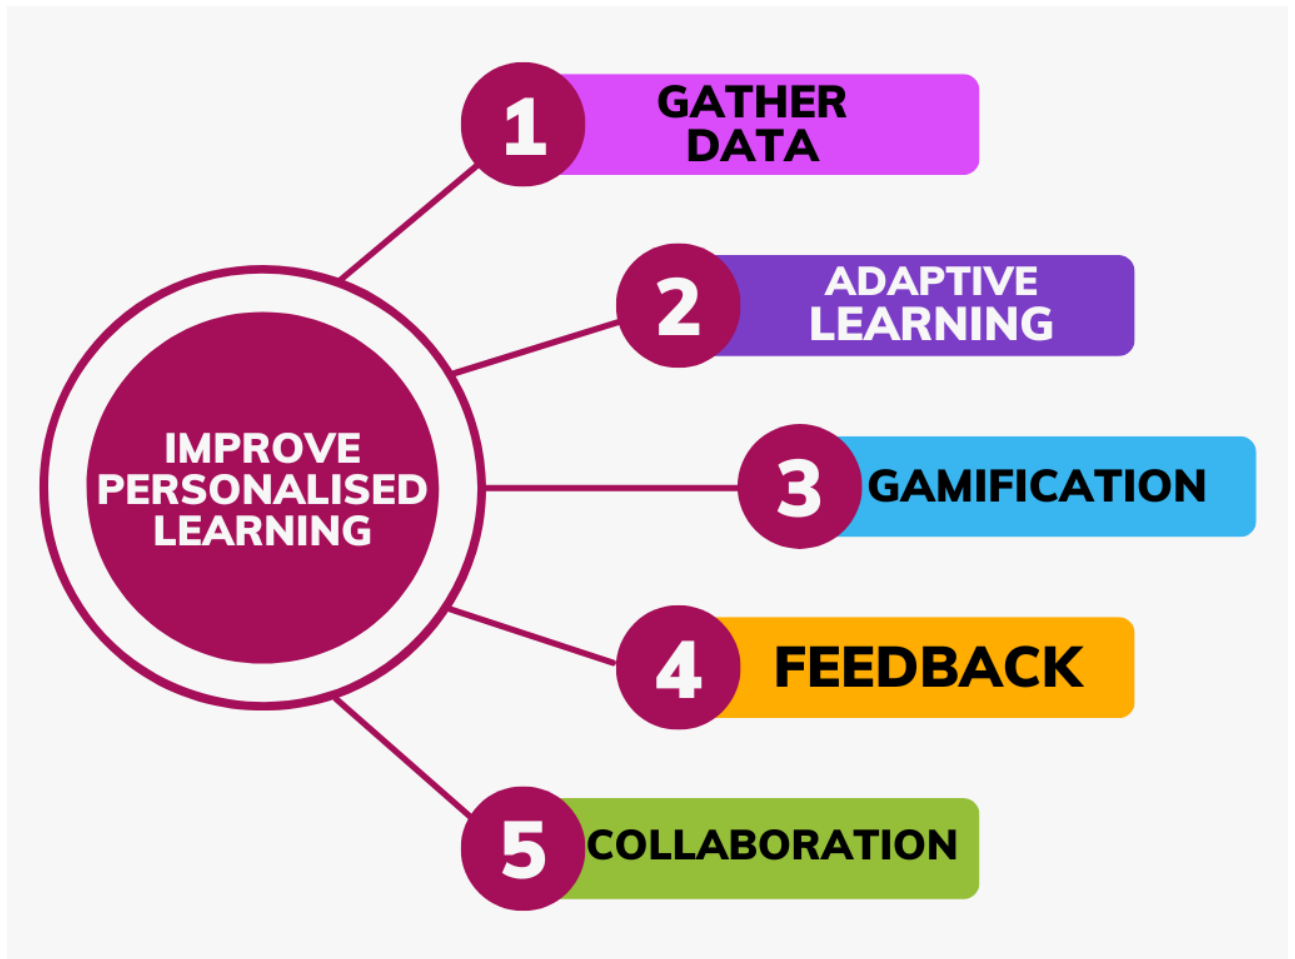 1
GATHER
DATA
2
ADAPTIVE
LEARNING
IMPROVE
PERSONALISED
LEARNING
3
GAMIFICATION
4
FEEDBACK
5
COLLABORATION